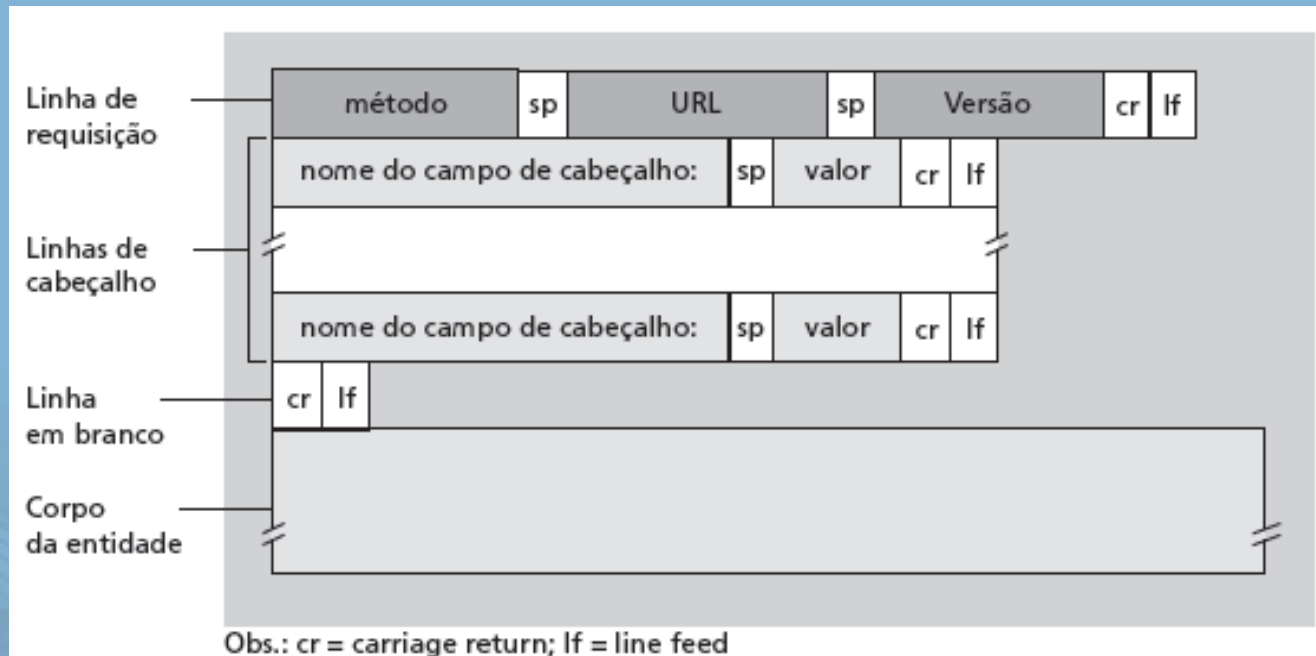 Linha de
requisição
método sp URL sp Versão cr lf
nome do campo de cabeçalho: sp valor cr lf
Linhas de
cabeçalho
nome do campo de cabeçalho: sp valor cr lf
Linha
em branco
cr lf
Corpo
da entidade
Obs.: cr = carriage return; lf = line feed